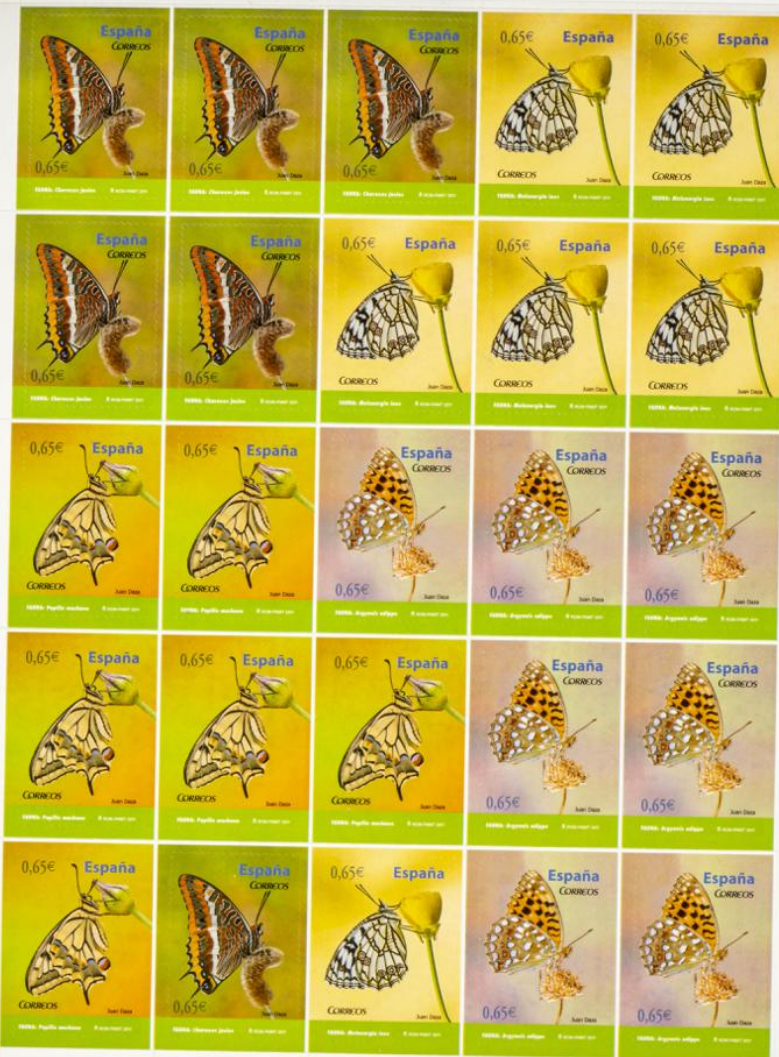 España España España 0,65€ España 0,65€ España
CORREOS CORREOS CORREOS
0,65€ 0,65€ 0,65€ CORREOS CORREOS
Juan Daza Juan Daza Juan Daza Juan Daza Juan Daza
FAUNA: Charaxes jasius FAUNA: Charaxes jasius FAUNA: Charaxes jasius FAUNA: Melanargia ines FAUNA: Melanargia ines
España España 0,65€ España 0,65€ España 0,65€ España
CORREOS CORREOS
0,65€ 0,65€ CORREOS CORREOS CORREOS
Juan Daza Juan Daza Juan Daza Juan Daza Juan Daza
FAUNA: Charaxes jasius FAUNA: Charaxes jasius FAUNA: Melanargia ines FAUNA: Melanargia ines FAUNA: Melanargia ines
0,65€ España 0,65€ España España España España
CORREOS CORREOS CORREOS
CORREOS CORREOS 0,65€ 0,65€ 0,65€
Juan Daza Juan Daza Juan Daza Juan Daza Juan Daza
FAUNA: Papilio machaon Papilio machaon FAUNA: Argynnis adippe FAUNA: Argynnis adippe FAUNA: Argynnis adippe
0,65€ España 0,65€ España 0,65€ España España España
CORREOS CORREOS
CORREOS CORREOS CORREOS 0,65€ 0,65€
Juan Daza Juan Daza Juan Daza Juan Daza Juan Daza
FAUNA: Papilio machaon FAUNA: Papilio machaon FAUNA: Papilio machaon FAUNA: Argynnis adippe FAUNA: Argynnis adippe
0,65€ España España 0,65€ España España España
CORREOS CORREOS CORREOS
CORREOS 0,65€ CORREOS 0,65€ 0,65€
Juan Daza Juan Daza Juan Daza Juan Daza Juan Daza
FAUNA: Papilio machaon FAUNA: Charaxes jasius FAUNA: Melanargia ines FAUNA: Argynnis adippe FAUNA: Argynnis adippe